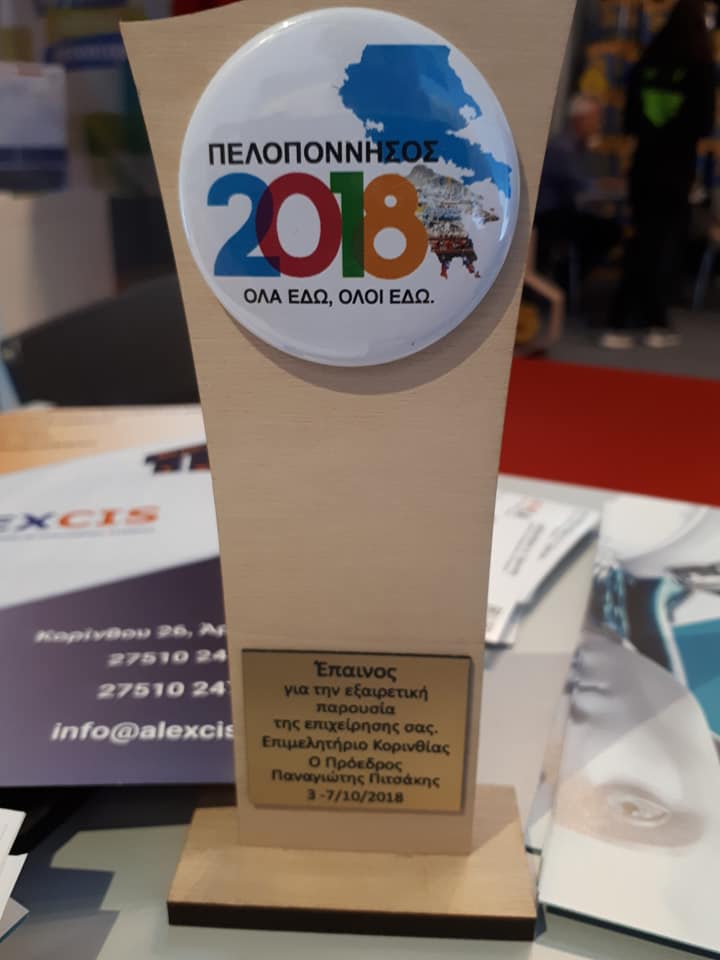 ΠΕΛΟΠΟΝΝΗΣΟΣ
2018
ΟΛΑ ΕΔΩ, ΟΛΟΙ ΕΔΩ.
EXCIS
Κορίνθου 26,
27510 24
27510 24
info@alexcis
Έπαινος
για την εξαιρετική
παρουσία
της επιχείρησης σας.
Επιμελητήριο Κορινθίας
Ο Πρόεδρος
Παναγιώτης Πιτσάκης
3 -7/10/2018